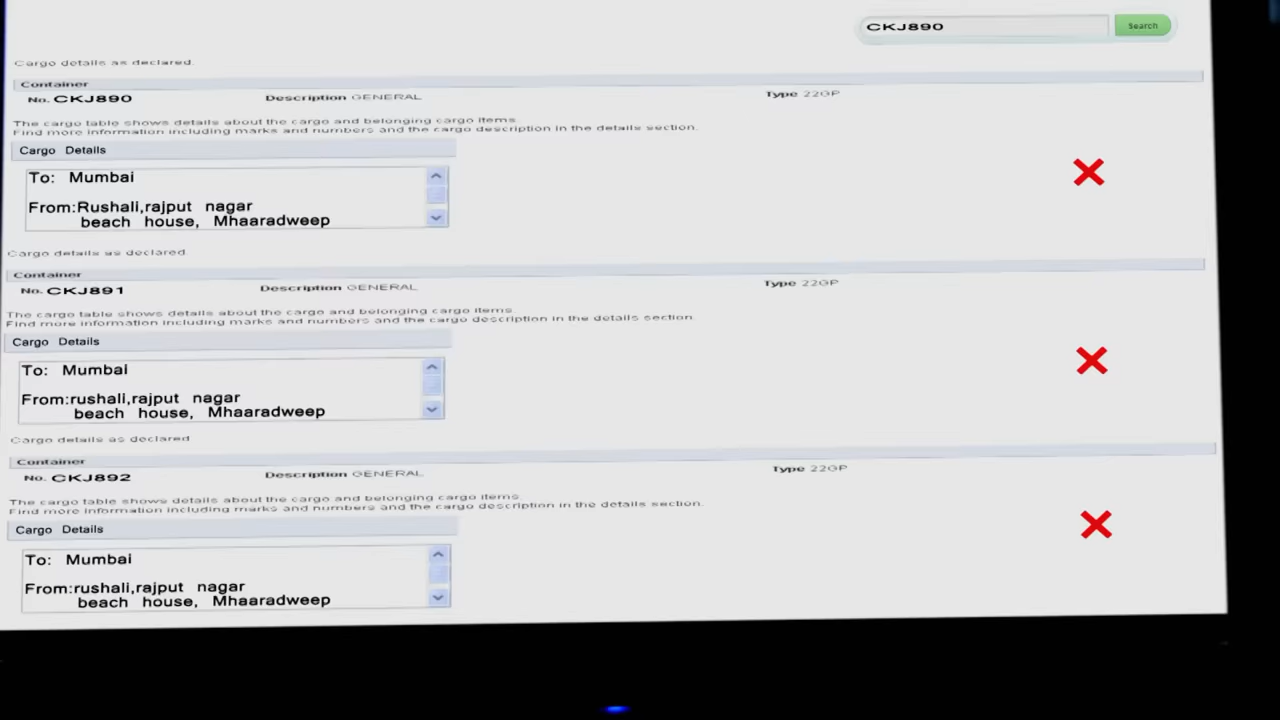 CKJ890 Search
Cargo details as declared.
Container
No. CKJ890 Description GENERAL Type 22GP
The cargo table shows details about the cargo and belonging cargo items.
Find more information including marks and numbers and the cargo description in the details section.
Cargo Details
To: Mumbai
From:Rushali,rajput nagar
beach house, Mhaaradweep
Cargo details as declared
Container
No. CKJ891 Description GENERAL Type 22GP
The cargo table shows details about the cargo and belonging cargo items.
Find more information including marks and numbers and the cargo description in the details section.
Cargo Details
To: Mumbai
From:rushali,rajput nagar
beach house, Mhaaradweep
Cargo details as declared
Container
No. CKJ892 Description GENERAL Type 22GP
The cargo table shows details about the cargo and belonging cargo items.
Find more information including marks and numbers and the cargo description in the details section.
Cargo Details
To: Mumbai
From:rushali,rajput nagar
beach house, Mhaaradweep